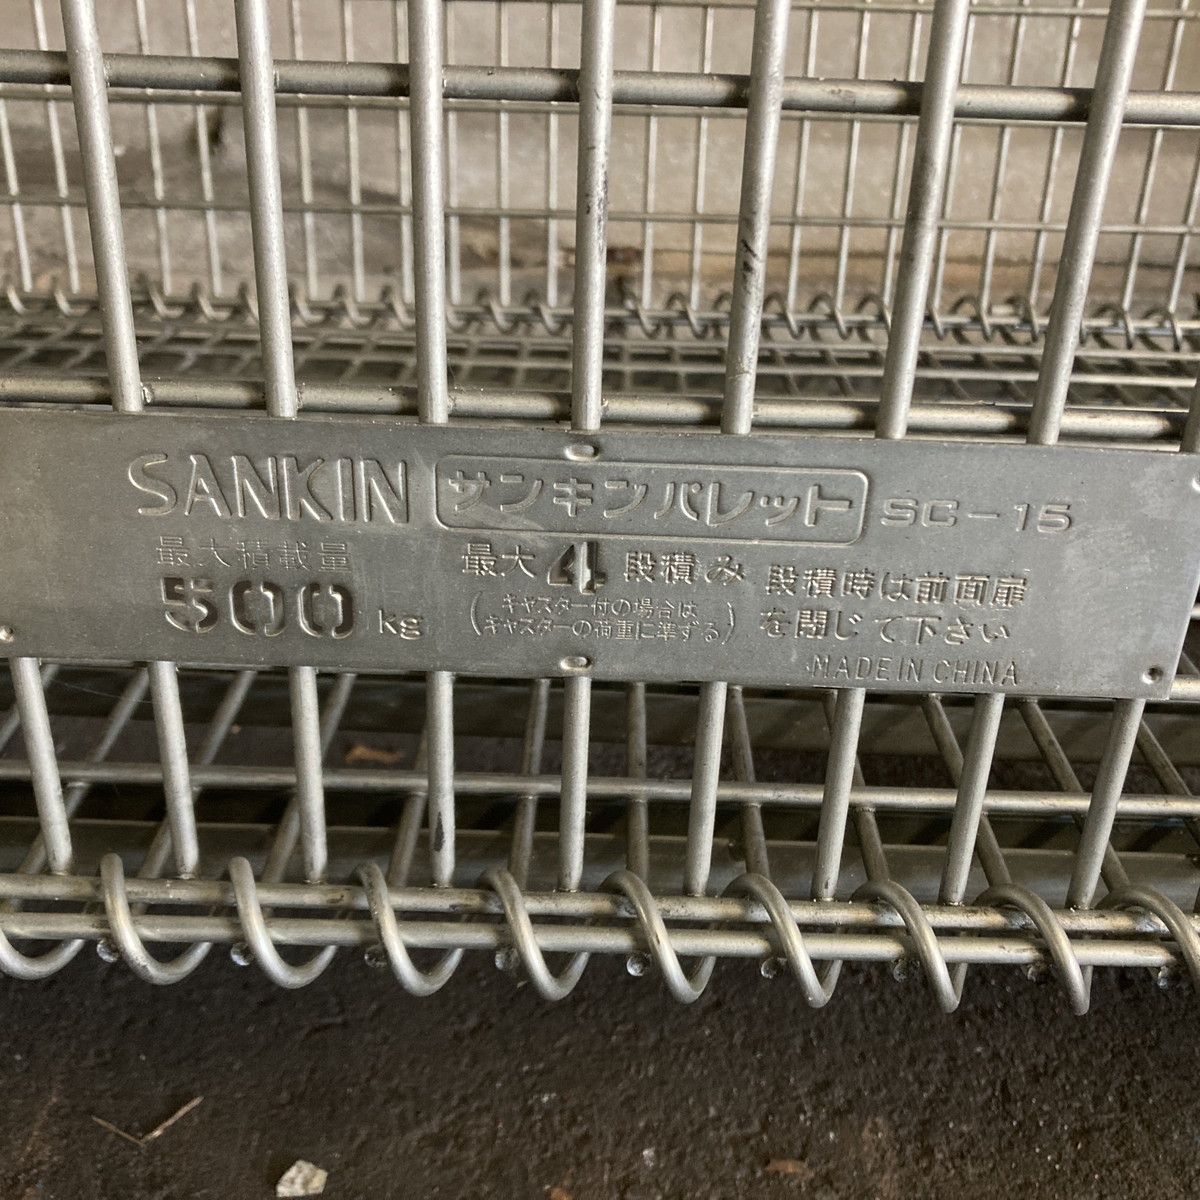 SANKIN サンキンパレット SC-15
最大積載量
500 kg
最大4段積み
(キャスター付の場合は
キャスターの荷重に準ずる)
段積時は前面扉
を閉じて下さい
MADE IN CHINA